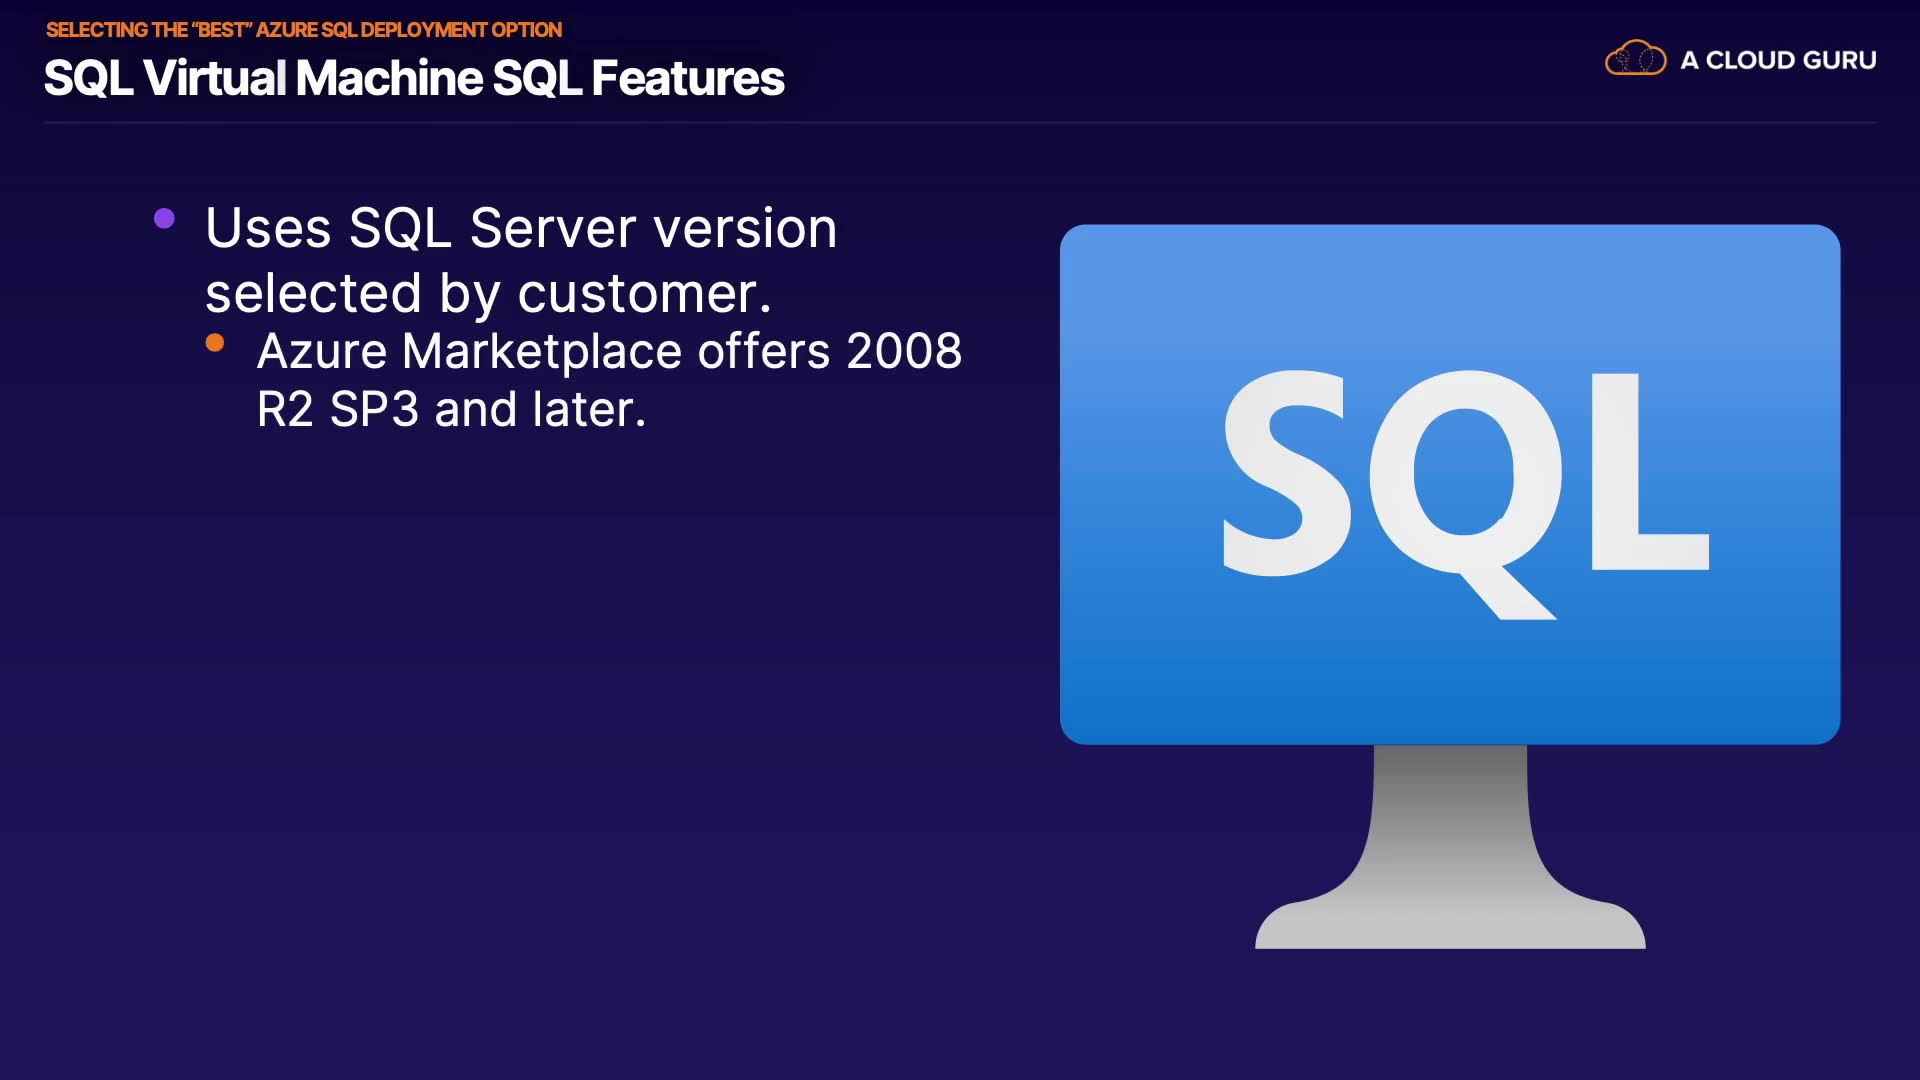 SELECTING THE “BEST” AZURE SQL DEPLOYMENT OPTION
SQL Virtual Machine SQL Features
A CLOUD GURU
Uses SQL Server version
selected by customer.
Azure Marketplace offers 2008
R2 SP3 and later.
SQL